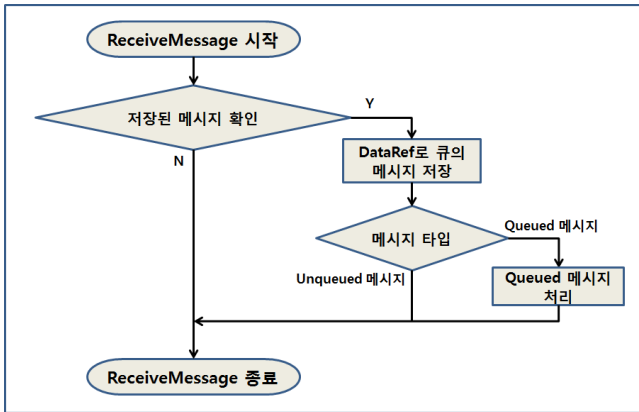 ReceiveMessage 시작
저장된 메시지 확인
Y
N
DataRef로 큐의
메시지 저장
메시지 타입
Queued 메시지
Unqueued 메시지
Queued 메시지
처리
ReceiveMessage 종료